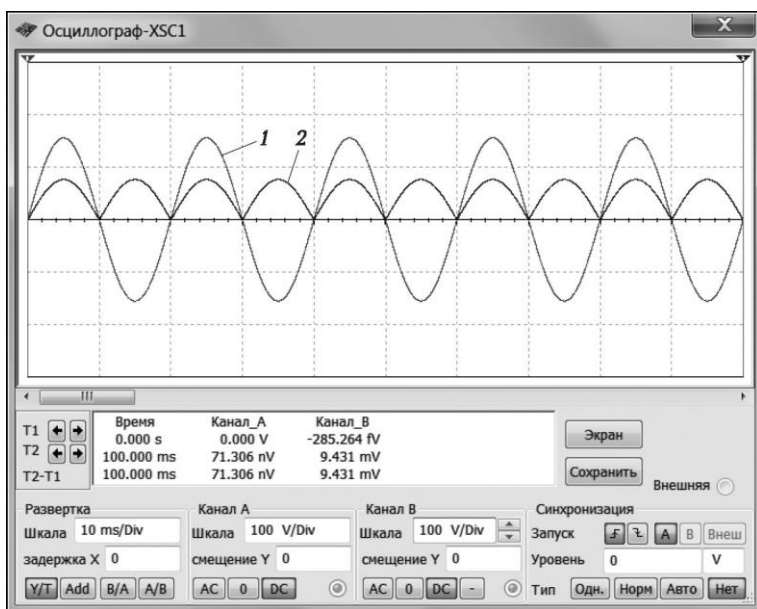 Осциллограф-XSC1
X
1 2
Время Канал_A Канал_B
T1 0.000 s 0.000 V -285.264 fV
T2 100.000 ms 71.306 nV 9.431 mV
T2-T1 100.000 ms 71.306 nV 9.431 mV
Экран
Сохранить
Внешняя
Развертка Канал A Канал B Синхронизация
Шкала 10 ms/Div Шкала 100 V/Div Шкала 100 V/Div Запуск A B Внеш
задержка X 0 смещение Y 0 смещение Y 0 Уровень 0 V
Y/T Add B/A A/B AC 0 DC AC 0 DC - Тип Одн. Норм Авто Нет